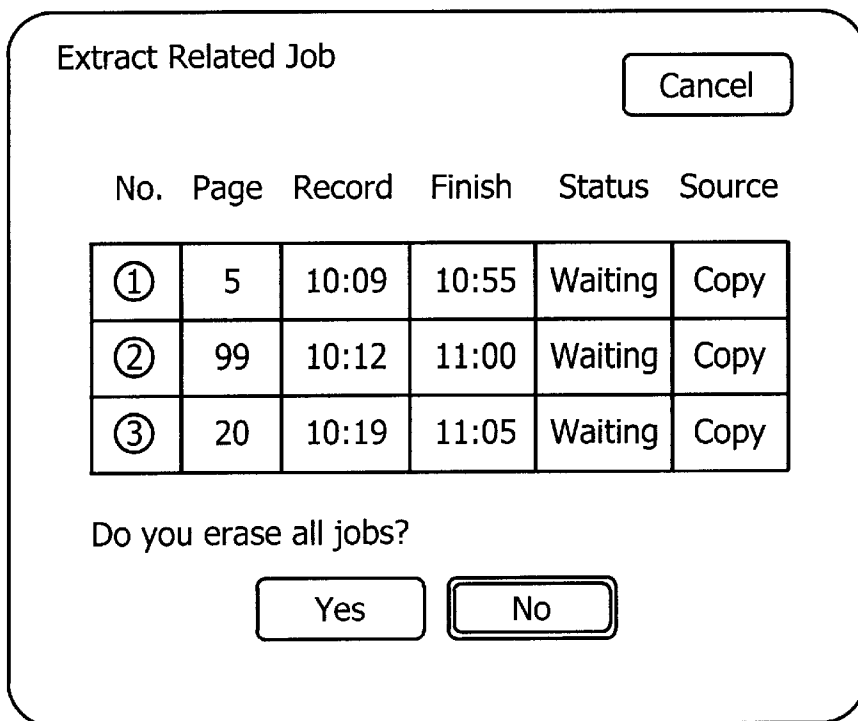 Extract Related Job
Cancel
No. Page Record Finish Status Source
① 5 10:09 10:55 Waiting Copy
② 99 10:12 11:00 Waiting Copy
③ 20 10:19 11:05 Waiting Copy
Do you erase all jobs?
Yes No